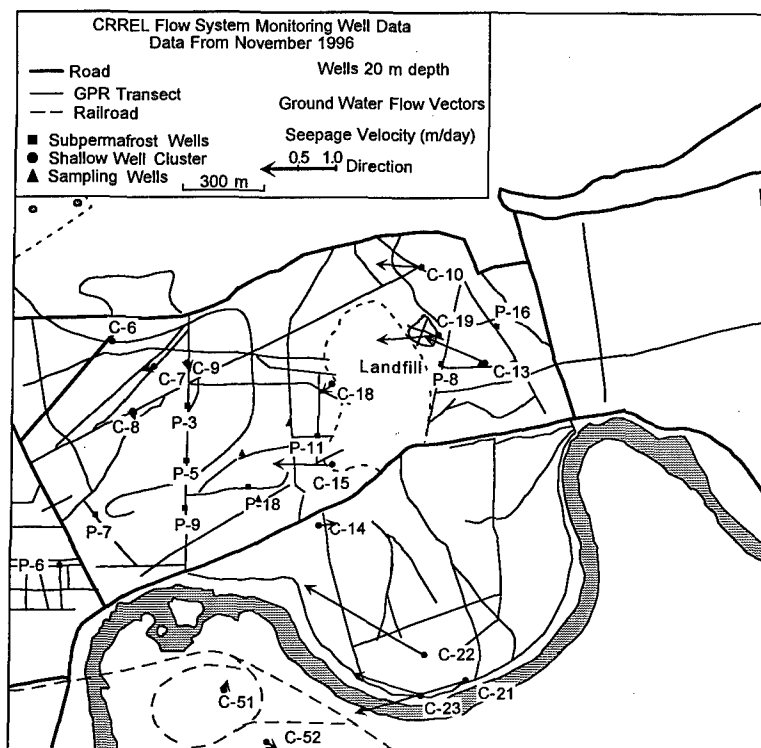 CRREL Flow System Monitoring Well Data
Data From November 1996
Road
Wells 20 m depth
GPR Transect
Railroad
Ground Water Flow Vectors
Subpermafrost Wells
Seepage Velocity (m/day)
Shallow Well Cluster
0.5 1.0
Direction
Sampling Wells
300 m
C-10
P-16
C-6
C-19
Landfill
C-7
C-9
P-8
C-13
C-18
C-8
P-3
P-11
P-5
C-15
P-18
P-7
P-9
C-14
P-6
C-22
C-21
C-51
C-23
C-52